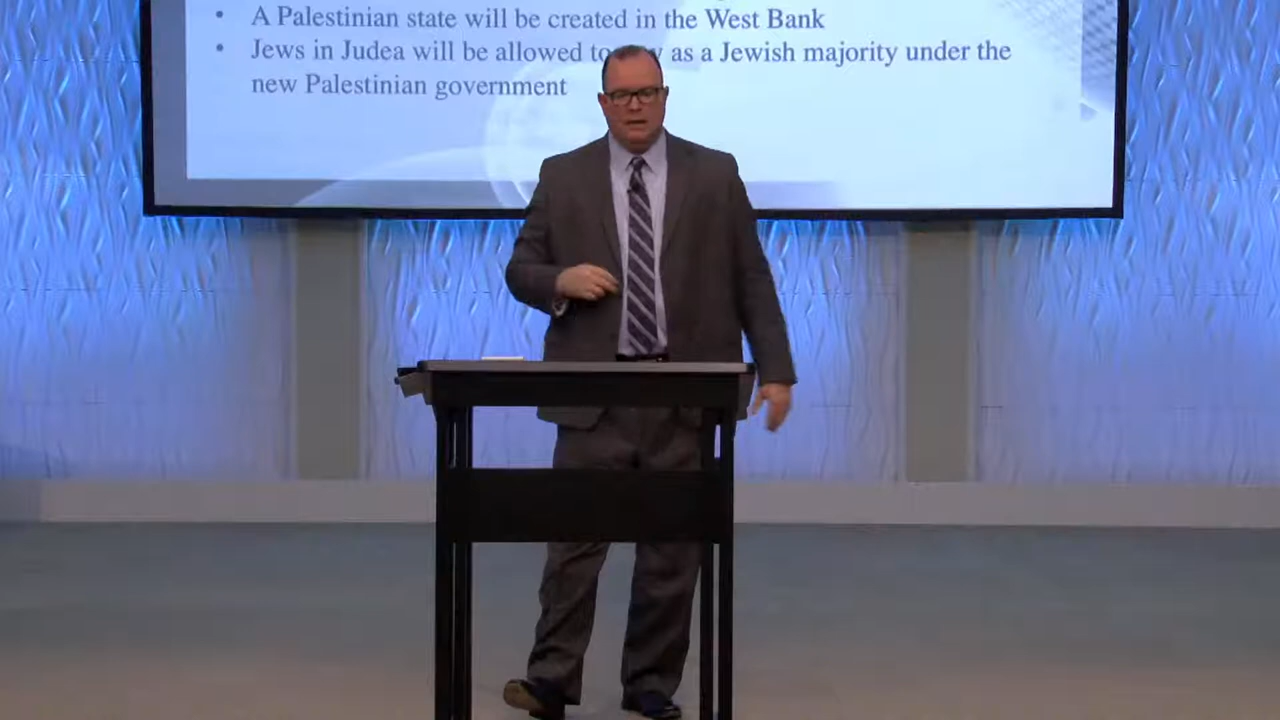 • A Palestinian state will be created in the West Bank
• Jews in Judea will be allowed to as a Jewish majority under the
new Palestinian government